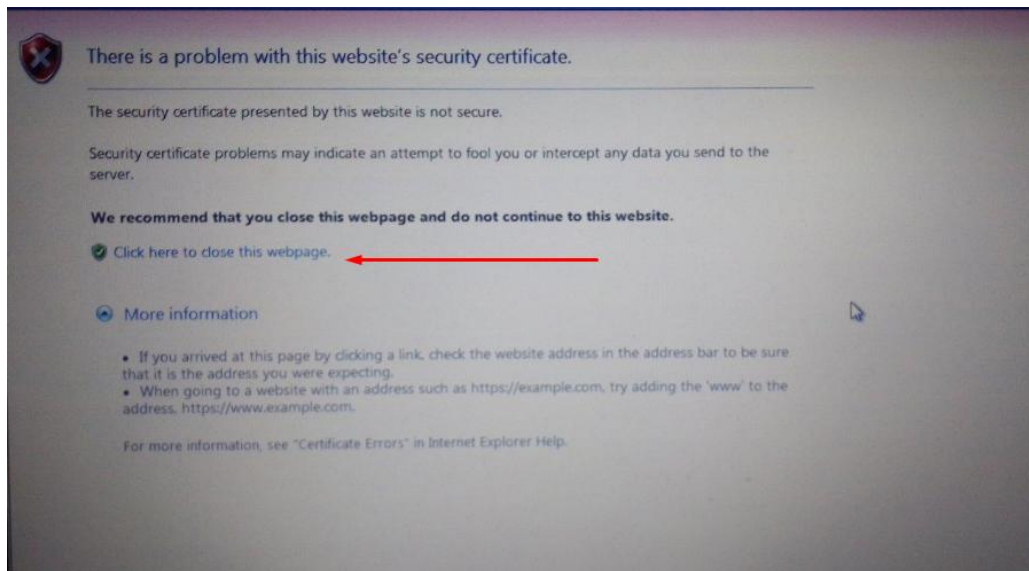 There is a problem with this website's security certificate.
The security certificate presented by this website is not secure.
Security certificate problems may indicate an attempt to fool you or intercept any data you send to the
server.
We recommend that you close this webpage and do not continue to this website.
Click here to close this webpage.
More information
• If you arrived at this page by clicking a link, check the website address in the address bar to be sure
that it is the address you were expecting.
• When going to a website with an address such as https://example.com, try adding the 'www' to the
address, https://www.example.com.
For more information, see "Certificate Errors" in Internet Explorer Help.